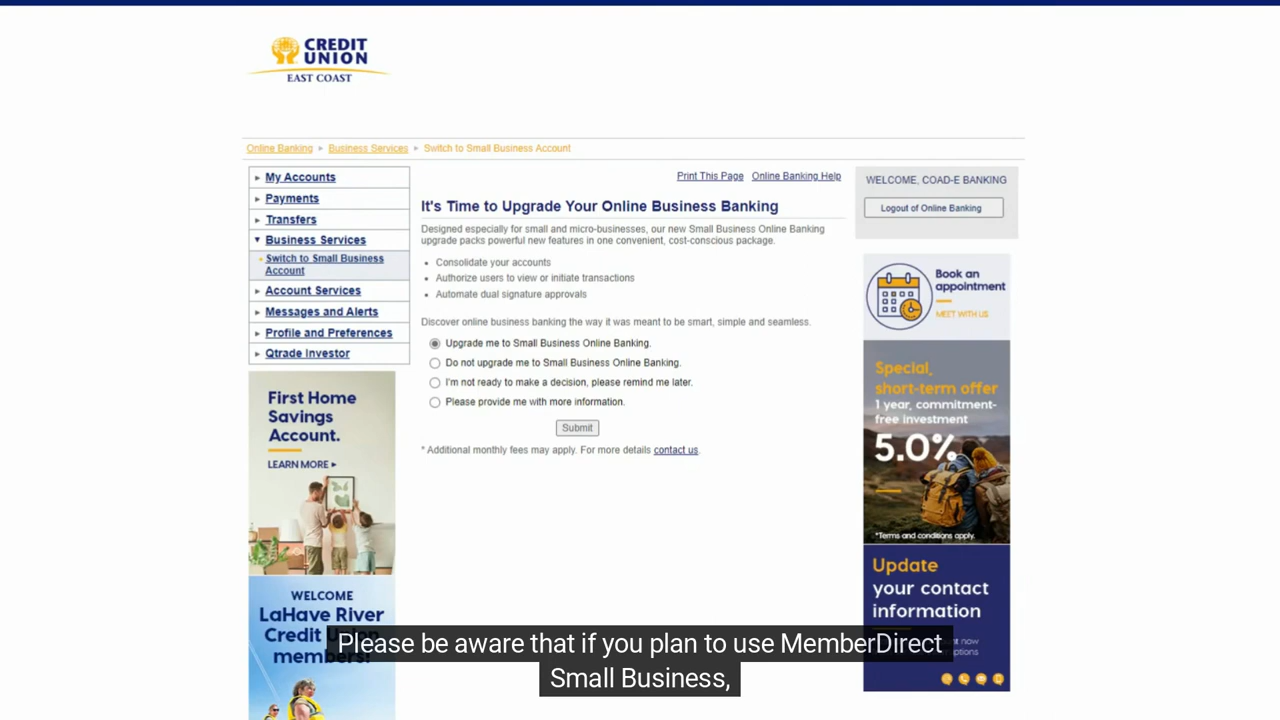 CREDIT
UNION
EAST COAST
Online Banking ▸ Business Services ▸ Switch to Small Business Account
My Accounts
Payments
Transfers
Business Services
Switch to Small Business
Account
Account Services
Messages and Alerts
Profile and Preferences
Qtrade Investor
First Home
Savings
Account.
LEARN MORE ▸
WELCOME
LaHave River
Credit
members!
Print This Page Online Banking Help
It's Time to Upgrade Your Online Business Banking
Designed especially for small and micro-businesses, our new Small Business Online Banking
upgrade packs powerful new features in one convenient, cost-conscious package.
• Consolidate your accounts
• Authorize users to view or initiate transactions
• Automate dual signature approvals
Discover online business banking the way it was meant to be smart, simple and seamless.
Upgrade me to Small Business Online Banking.
Do not upgrade me to Small Business Online Banking.
I'm not ready to make a decision, please remind me later.
Please provide me with more information.
Submit
* Additional monthly fees may apply. For more details contact us.
WELCOME, COAD-E BANKING
Logout of Online Banking
Book an
appointment
MEET WITH US
Special,
short-term offer
1 year, commitment-
free investment
5.0%
*Terms and conditions apply.
Update
your contact
information
Please be aware that if you plan to use MemberDirect
Small Business,